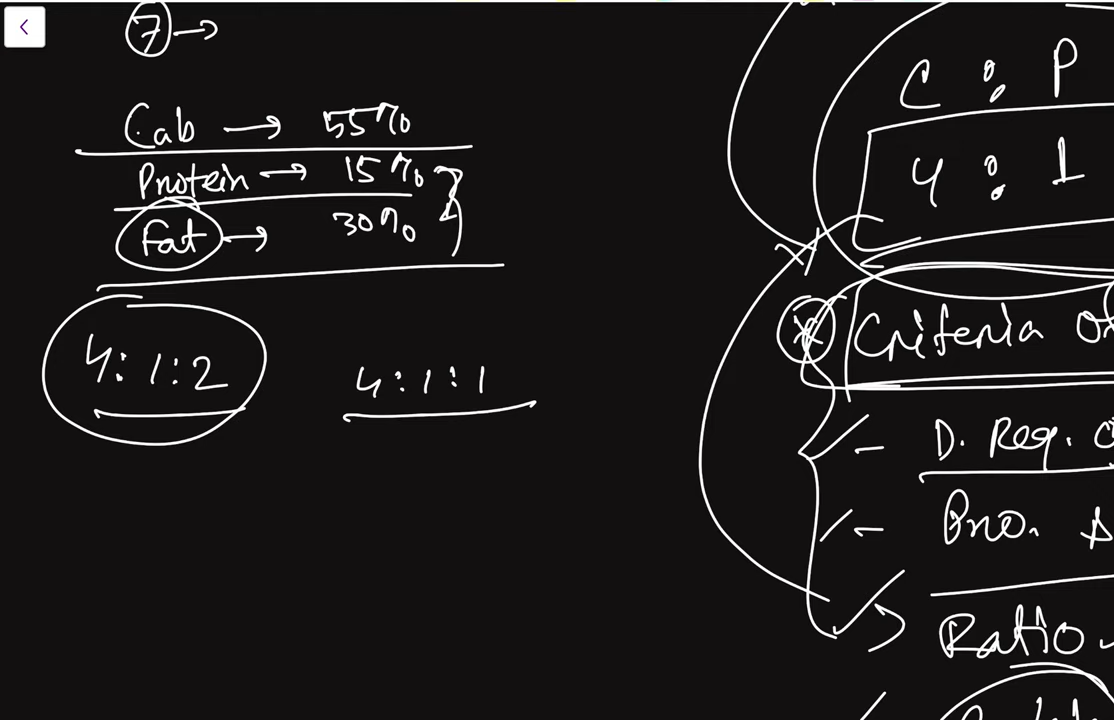 7 →
Cab → 55%
Protein → 15%
Fat → 30%
4:1:2
4:1:1
C : P
4 : 1
Criteria Of
- D. Req. O
- Pro.
Ratio